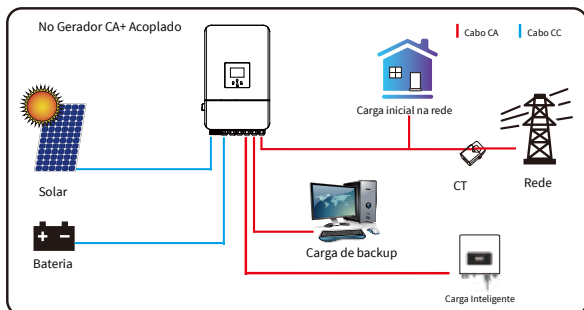 No Gerador CA+ Acoplado
Cabo CA
Cabo CC
Carga inicial na rede
Solar
CT
Rede
Bateria
Carga de backup
Carga Inteligente